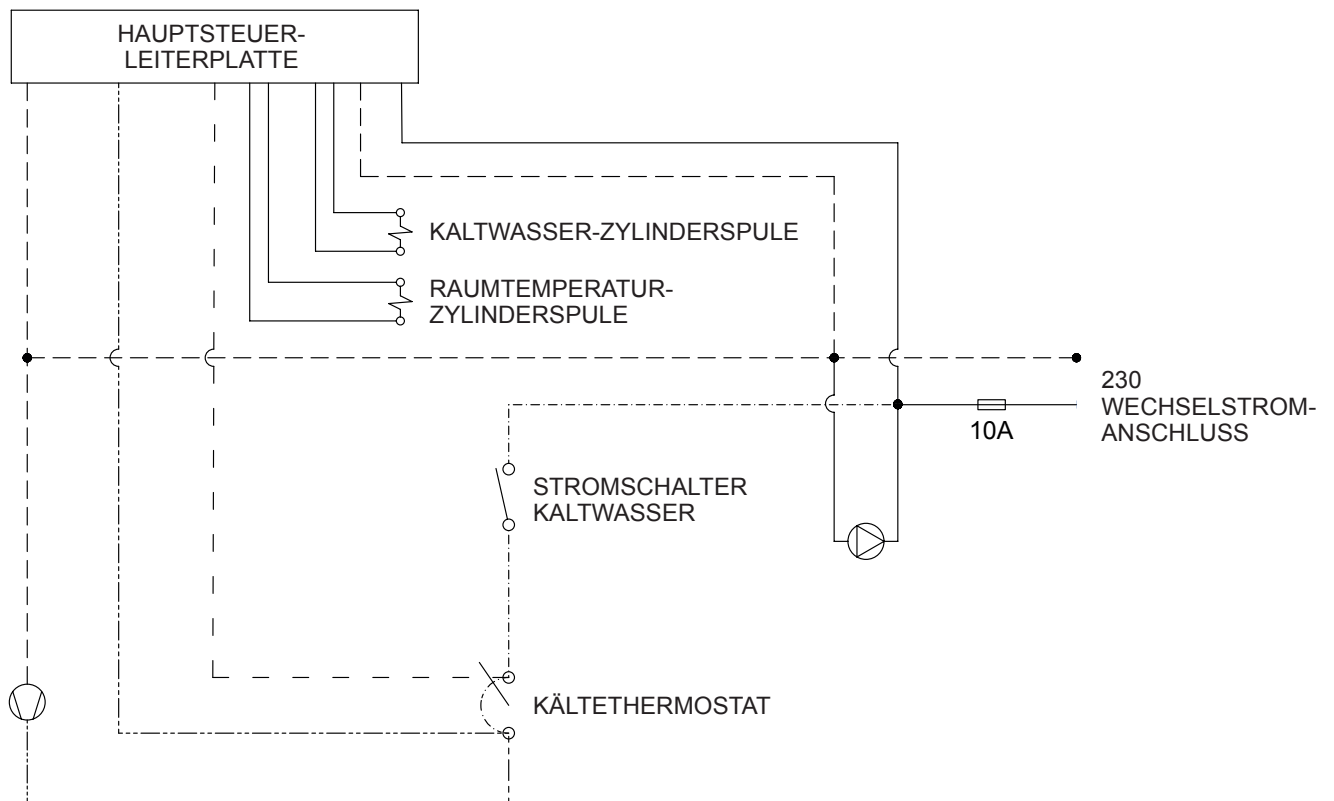 HAUPTSTEUER-
LEITERPLATTE
KALTWASSER-ZYLINDERSPULE
RAUMTEMPERATUR-
ZYLINDERSPULE
230
WECHSELSTROM-
ANSCHLUSS
10A
STROMSCHALTER
KALTWASSER
KÄLTETHERMOSTAT